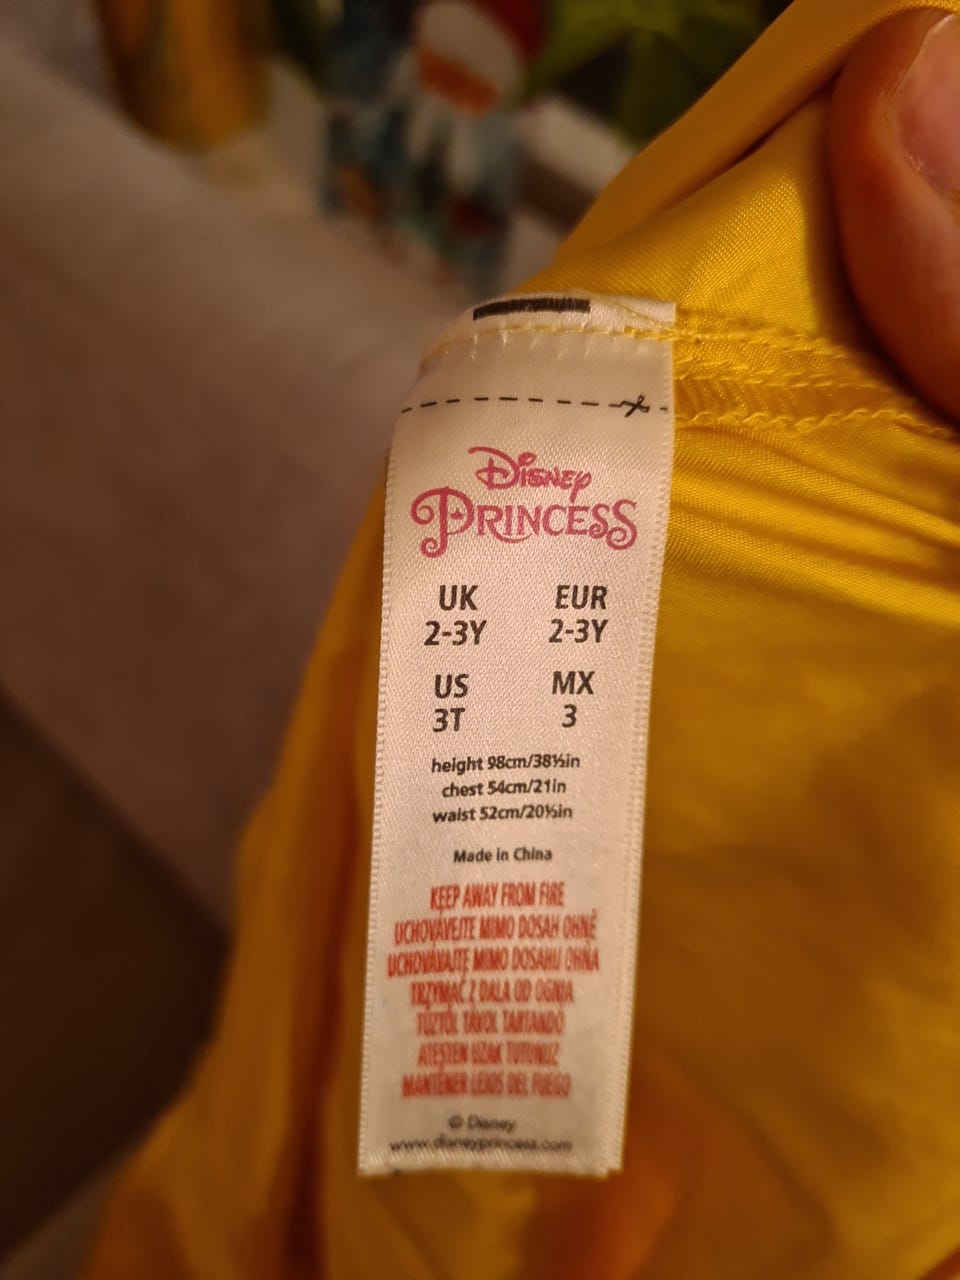 Disney
PRINCESS
UK EUR
2-3Y 2-3Y
US MX
3T 3
height 98cm/38½in
chest 54cm/21in
waist 52cm/20½in
Made in China
KEEP AWAY FROM FIRE
UCHOVÁVEJTE MIMO DOSAH OHNĚ
UCHOVÁVAJTE MIMO DOSAHU OHŇA
TRZYMAĆ Z DALA OD OGNIA
TŰZTŐL TÁVOL TARTANDÓ
ATEŞTEN UZAK TUTUNUZ
MANTENER LEJOS DEL FUEGO
© Disney
www.disneyprincess.com